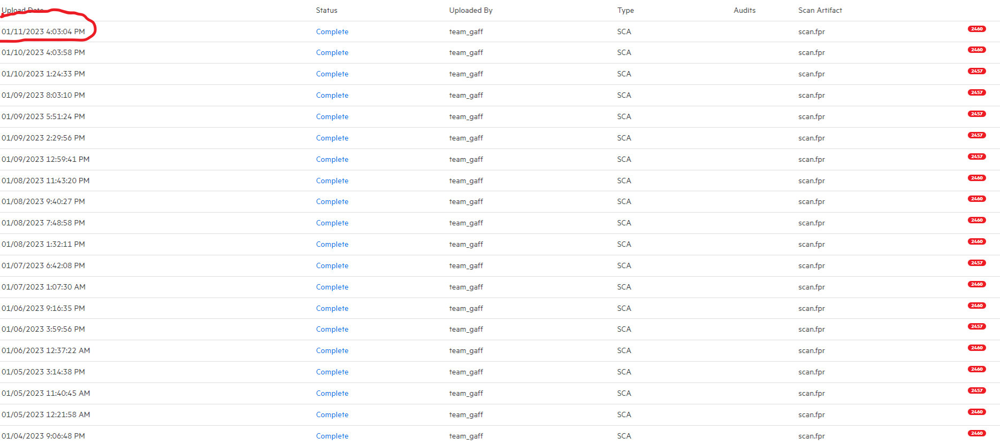 Upload Date Status Uploaded By Type Audits Scan Artifact
01/11/2023 4:03:04 PM Complete team_gaff SCA scan.fpr 2460
01/10/2023 4:03:58 PM Complete team_gaff SCA scan.fpr 2460
01/10/2023 1:24:33 PM Complete team_gaff SCA scan.fpr 2457
01/09/2023 8:03:10 PM Complete team_gaff SCA scan.fpr 2457
01/09/2023 5:51:24 PM Complete team_gaff SCA scan.fpr 2457
01/09/2023 2:29:56 PM Complete team_gaff SCA scan.fpr 2457
01/09/2023 12:59:41 PM Complete team_gaff SCA scan.fpr 2457
01/08/2023 11:43:20 PM Complete team_gaff SCA scan.fpr 2460
01/08/2023 9:40:27 PM Complete team_gaff SCA scan.fpr 2460
01/08/2023 7:48:58 PM Complete team_gaff SCA scan.fpr 2460
01/08/2023 1:32:11 PM Complete team_gaff SCA scan.fpr 2460
01/07/2023 6:42:08 PM Complete team_gaff SCA scan.fpr 2457
01/07/2023 1:07:30 AM Complete team_gaff SCA scan.fpr 2460
01/06/2023 9:16:35 PM Complete team_gaff SCA scan.fpr 2460
01/06/2023 3:59:56 PM Complete team_gaff SCA scan.fpr 2457
01/06/2023 12:37:22 AM Complete team_gaff SCA scan.fpr 2460
01/05/2023 3:14:38 PM Complete team_gaff SCA scan.fpr 2460
01/05/2023 11:40:45 AM Complete team_gaff SCA scan.fpr 2457
01/05/2023 12:21:58 AM Complete team_gaff SCA scan.fpr 2460
01/04/2023 9:06:48 PM Complete team_gaff SCA scan.fpr 2460